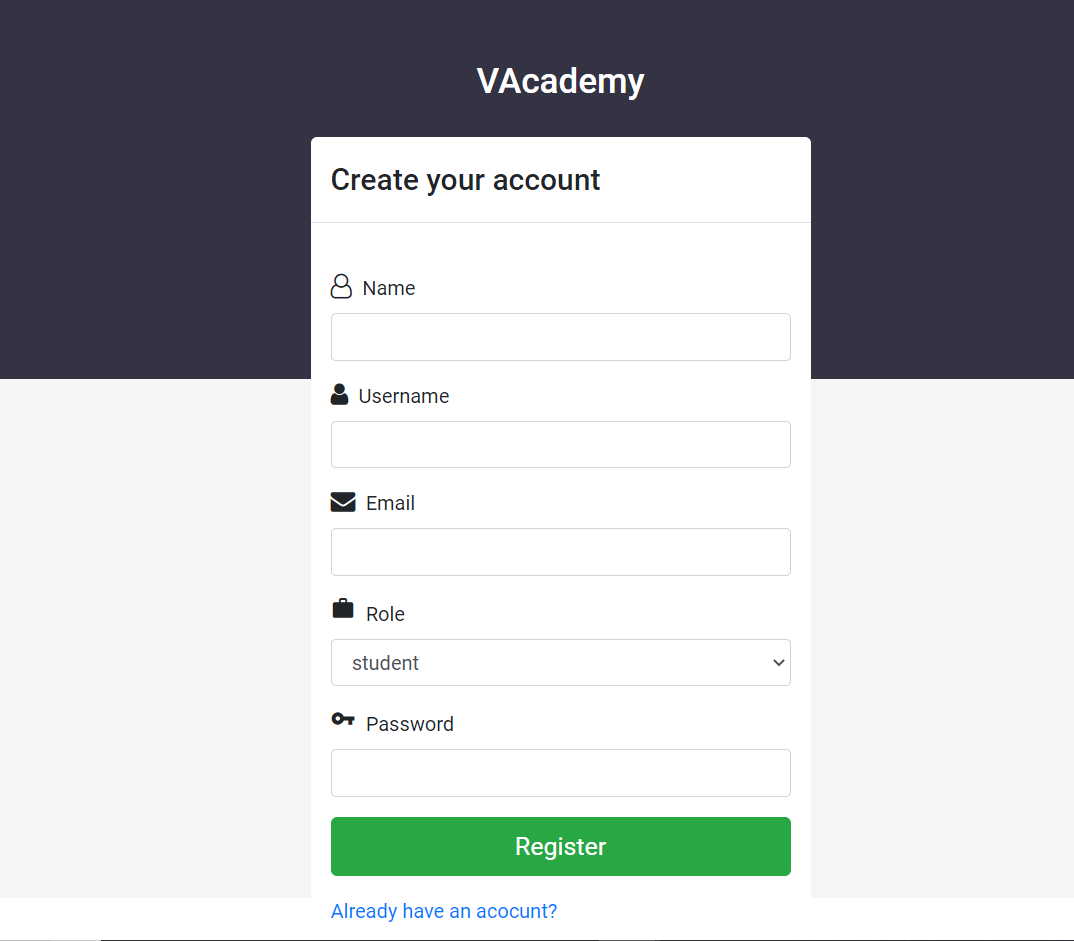 VAcademy
Create your account
Name
Username
Email
Role
student
Password
Register
Already have an acocunt?